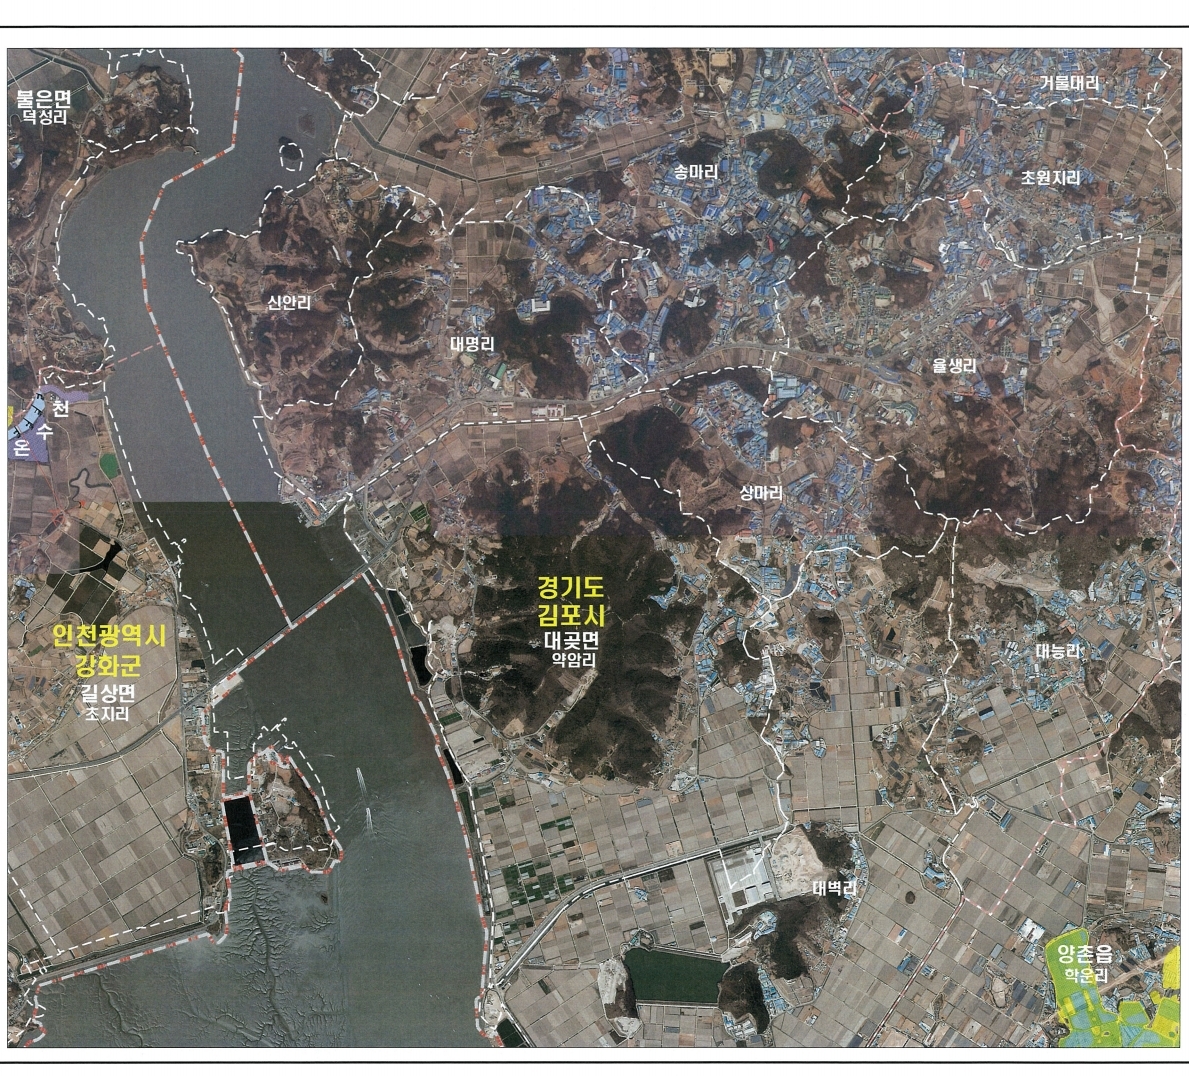 불은면
덕성리
거물대리
송마리
초원지리
신안리
대명리
율생리
천
수
온
상마리
경기도
김포시
대곶면
약암리
인천광역시
강화군
길상면
초지리
대능리
대벽리
양촌읍
학운리